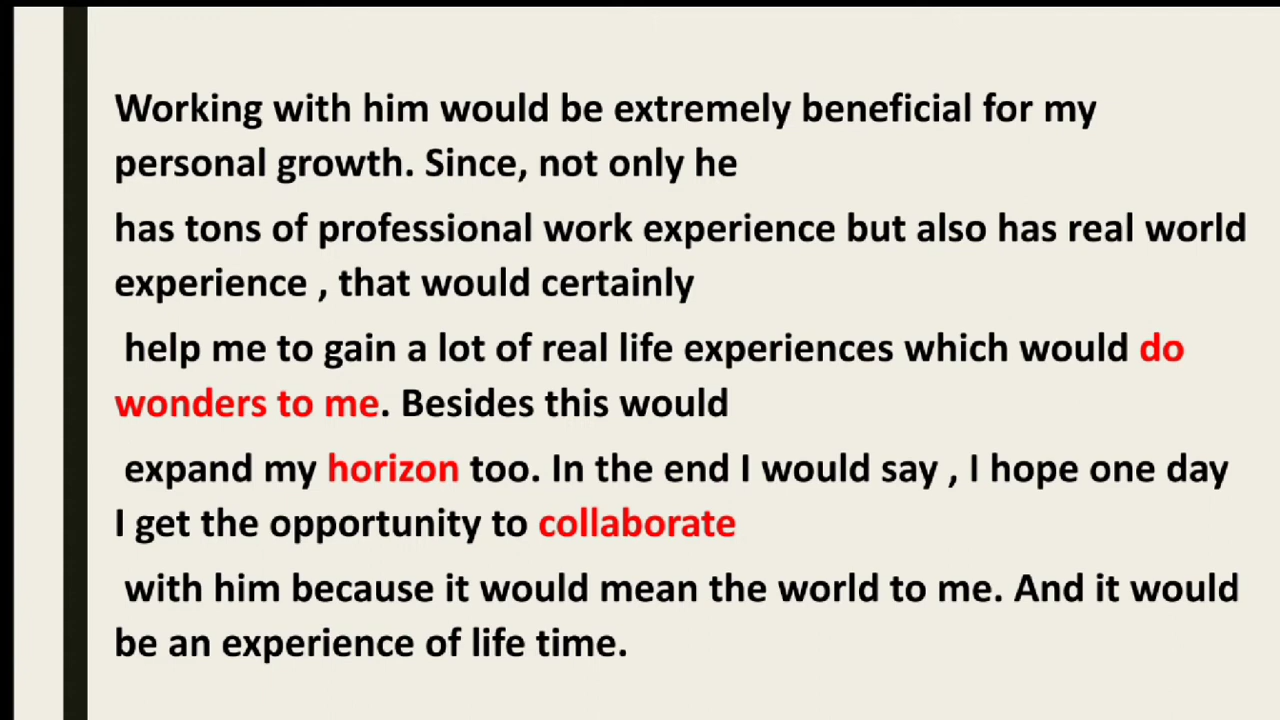 Working with him would be extremely beneficial for my
personal growth. Since, not only he
has tons of professional work experience but also has real world
experience , that would certainly
help me to gain a lot of real life experiences which would do
wonders to me. Besides this would
expand my horizon too. In the end I would say , I hope one day
I get the opportunity to collaborate
with him because it would mean the world to me. And it would
be an experience of life time.